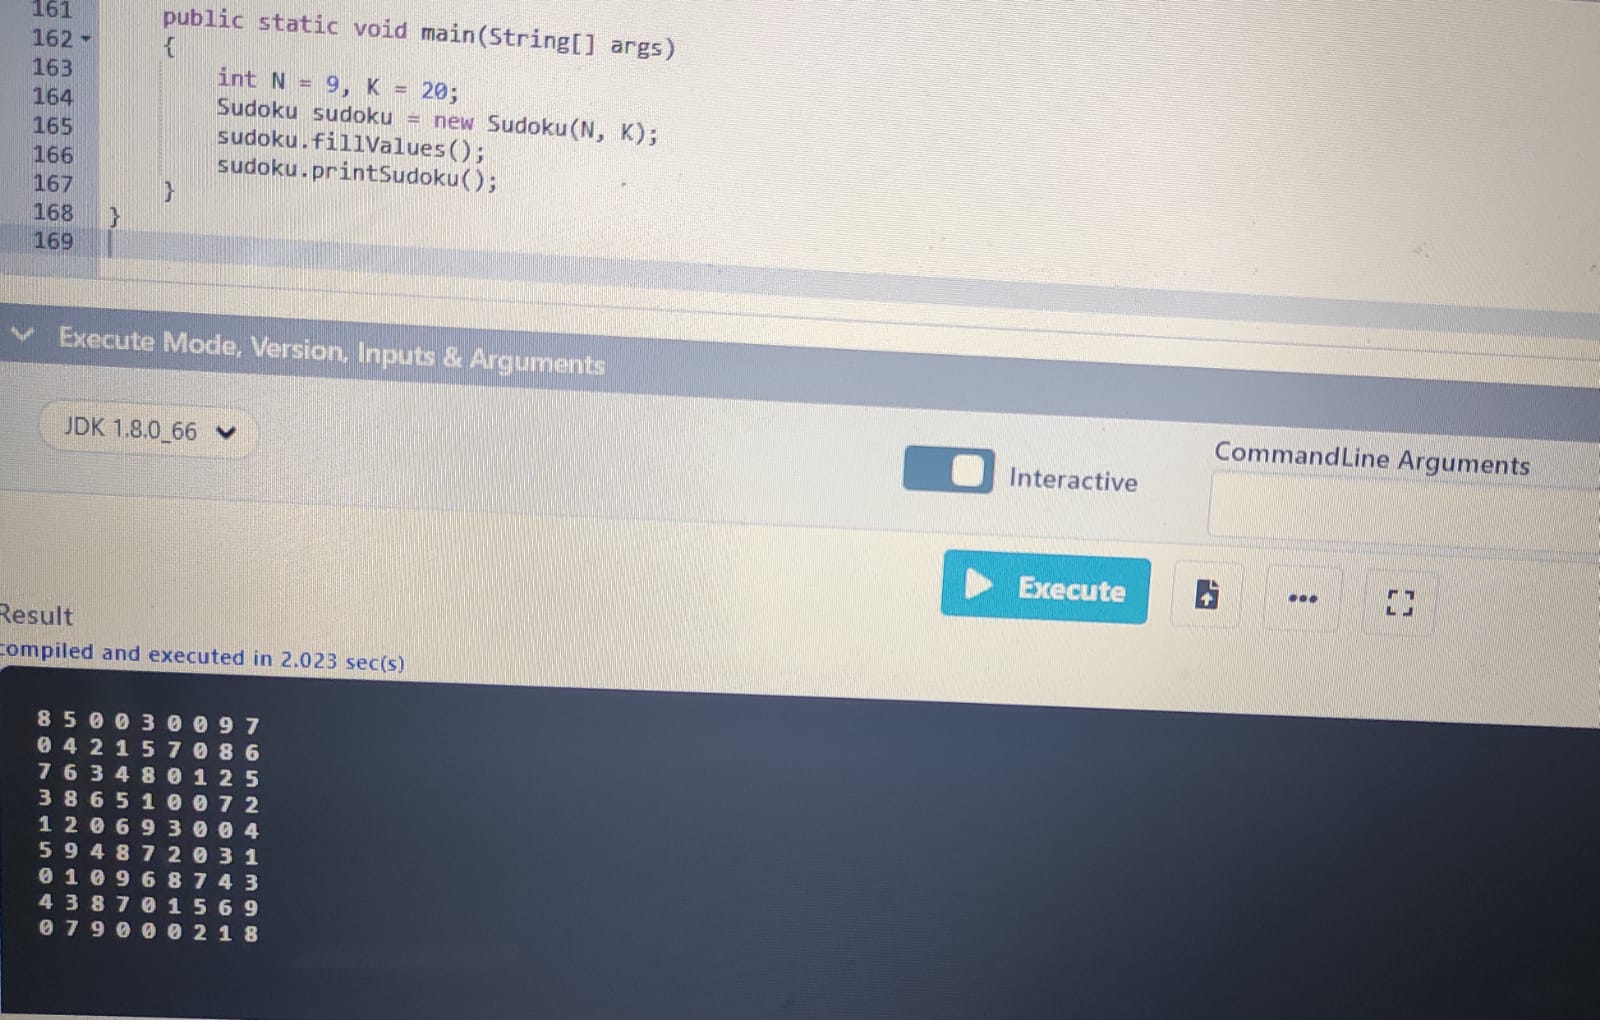 161
162 public static void main(String[] args)
163 {
164 int N = 9, K = 20;
165 Sudoku sudoku = new Sudoku(N, K);
166 sudoku.fillValues();
167 sudoku.printSudoku();
168 }
169 }
Execute Mode, Version, Inputs & Arguments
JDK 1.8.0_66
Interactive
CommandLine Arguments
Execute
Result
compiled and executed in 2.023 sec(s)
8 5 0 0 3 0 0 9 7
0 4 2 1 5 7 0 8 6
7 6 3 4 8 0 1 2 5
3 8 6 5 1 0 0 7 2
1 2 0 6 9 3 0 0 4
5 9 4 8 7 2 0 3 1
0 1 0 9 6 8 7 4 3
4 3 8 7 0 1 5 6 9
0 7 9 0 0 0 2 1 8